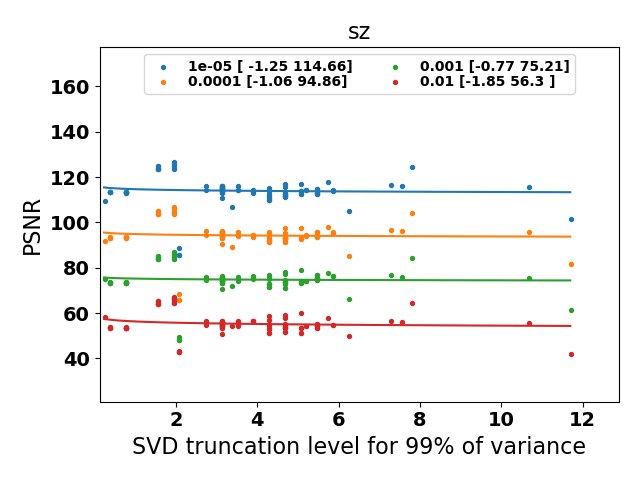 sz
1e-05 [ -1.25 114.66]
0.0001 [-1.06 94.86]
0.001 [-0.77 75.21]
0.01 [-1.85 56.3 ]
160
140
120
100
80
60
40
PSNR
2 4 6 8 10 12
SVD truncation level for 99% of variance